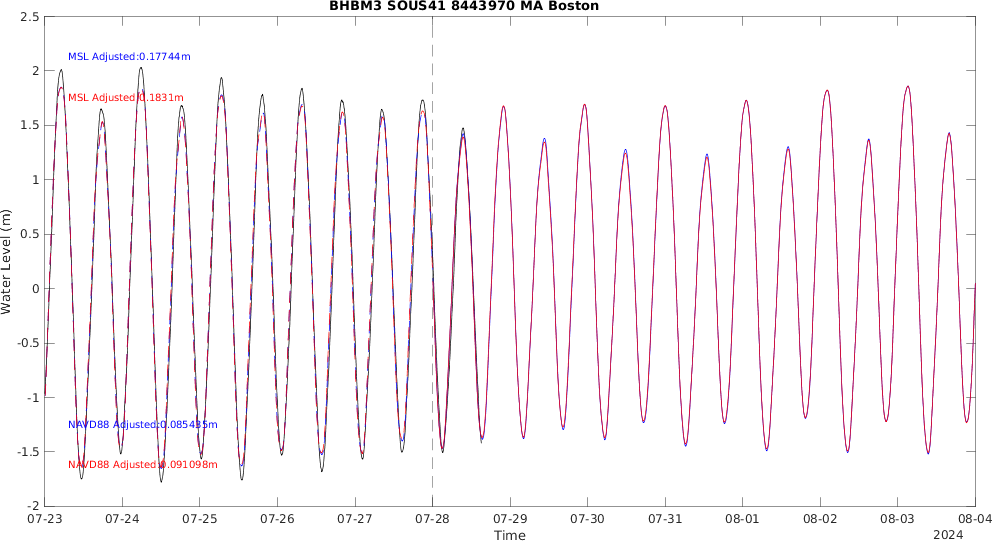 BHBM3 SOUS41 8443970 MA Boston
2.5
2
1.5
1
0.5
0
-0.5
-1
-1.5
-2
Water Level (m)
MSL Adjusted:0.17744m
MSL Adjusted:0.1831m
NAVD88 Adjusted:0.085435m
NAVD88 Adjusted:0.091098m
07-23 07-24 07-25 07-26 07-27 07-28 07-29 07-30 07-31 08-01 08-02 08-03 08-04
Time
2024